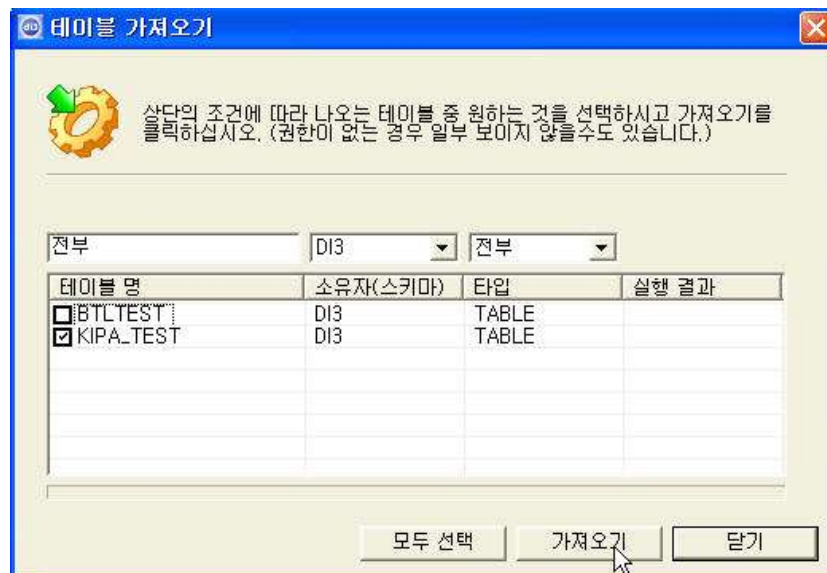 di3 테이블 가져오기
상단의 조건에 따라 나오는 테이블 중 원하는 것을 선택하시고 가져오기를
클릭하십시오. (권한이 없는 경우 일부 보이지 않을수도 있습니다.)
전부 DI3 전부
테이블 명 소유자(스키마) 타입 실행 결과
BTLTEST DI3 TABLE
KIPA_TEST DI3 TABLE
모두 선택 가져오기 닫기